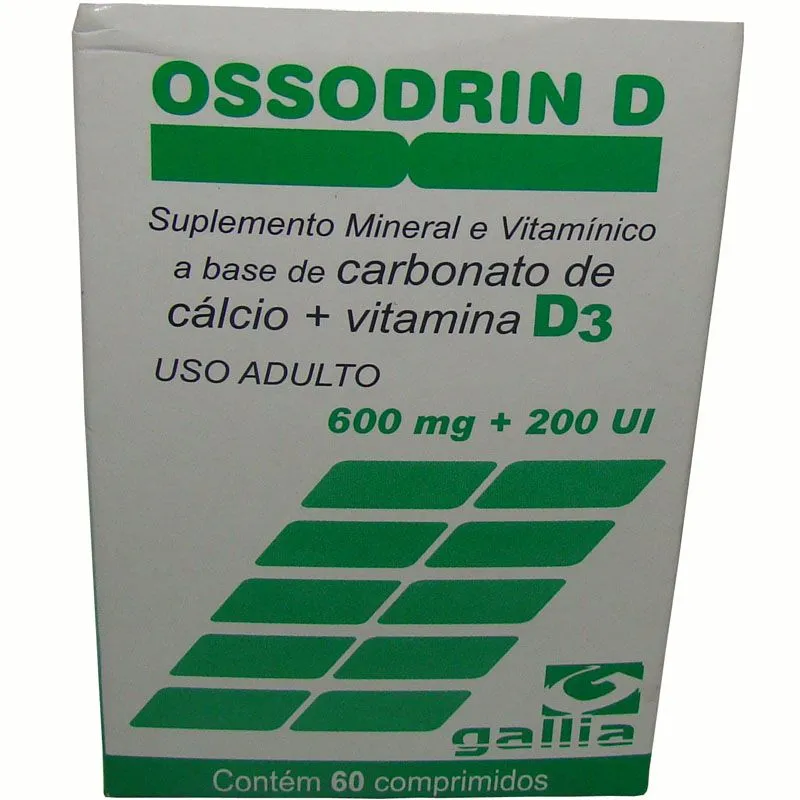 OSSODRIN D
Suplemento Mineral e Vitamínico
a base de carbonato de
cálcio + vitamina D3
USO ADULTO
600 mg + 200 UI
gallia
Contém 60 comprimidos